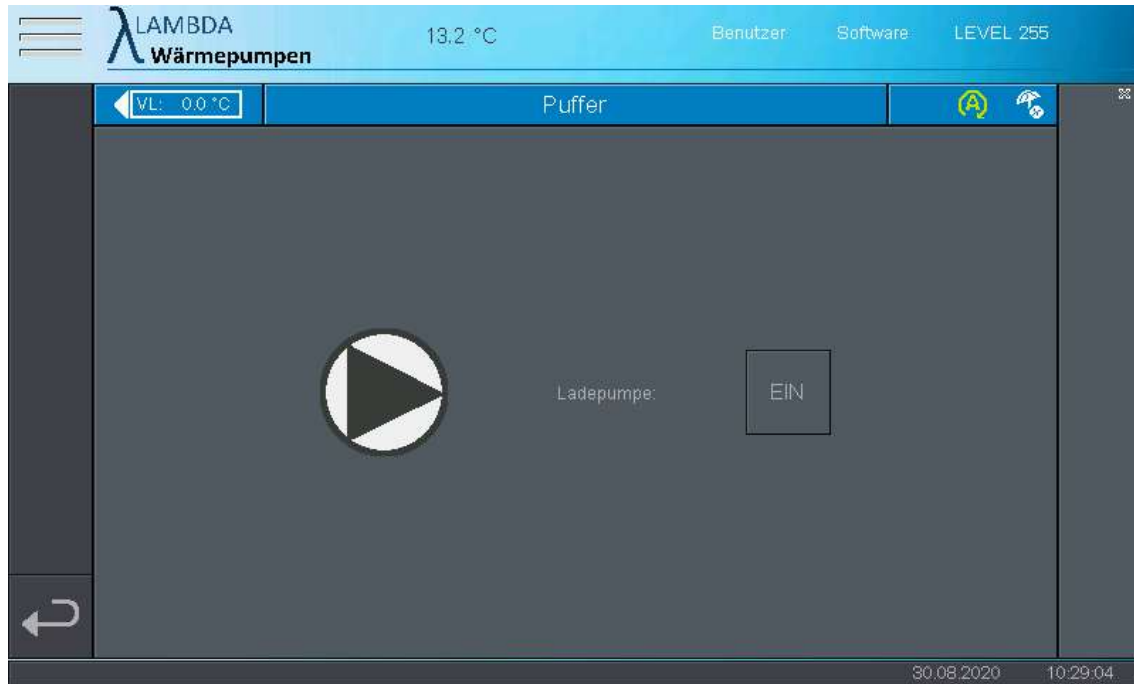 LAMBDA
Wärmepumpen
13.2 °C
Benutzer
Software
LEVEL 255
VL: 0.0 °C
Puffer
A
Ladepumpe:
EIN
30.08.2020
10:29:04